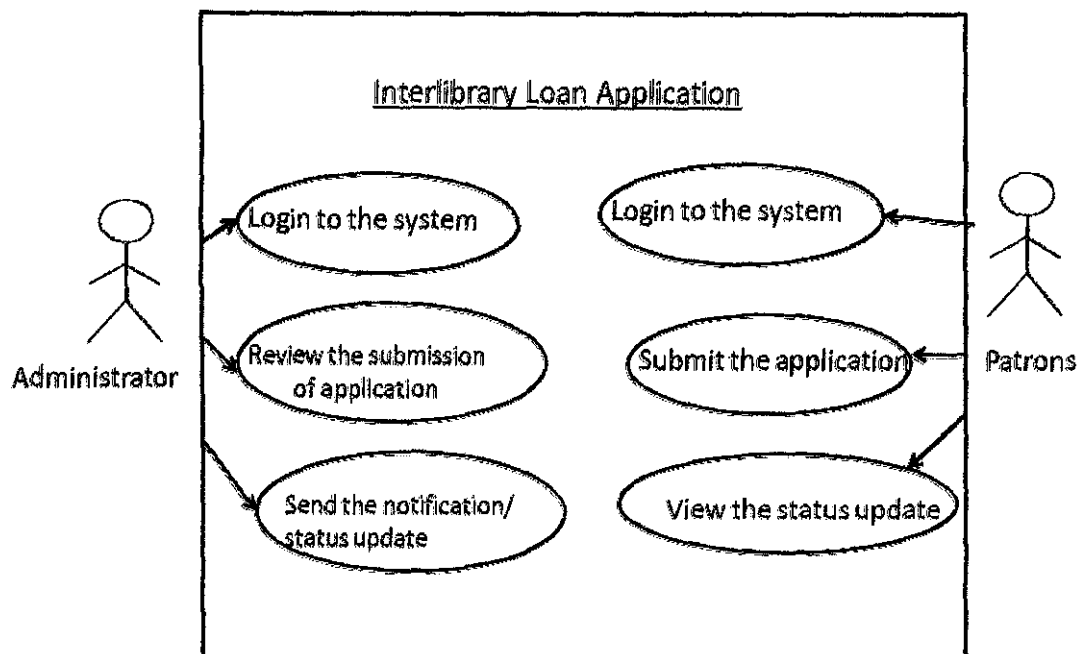 Interlibrary Loan Application
Login to the system
Login to the system
Review the submission
of application
Submit the application
Administrator
Patrons
Send the notification/
status update
View the status update